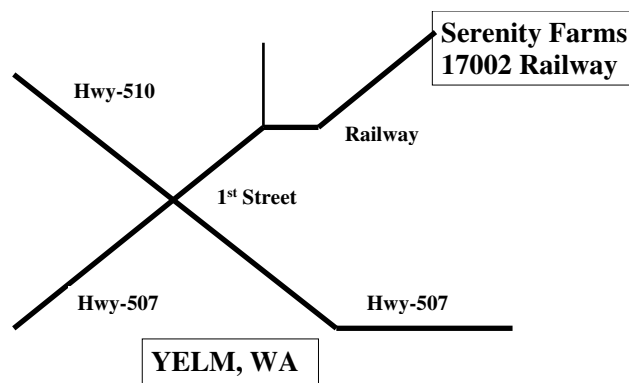 Serenity Farms
17002 Railway
Hwy-510
Railway
1st Street
Hwy-507
Hwy-507
YELM, WA